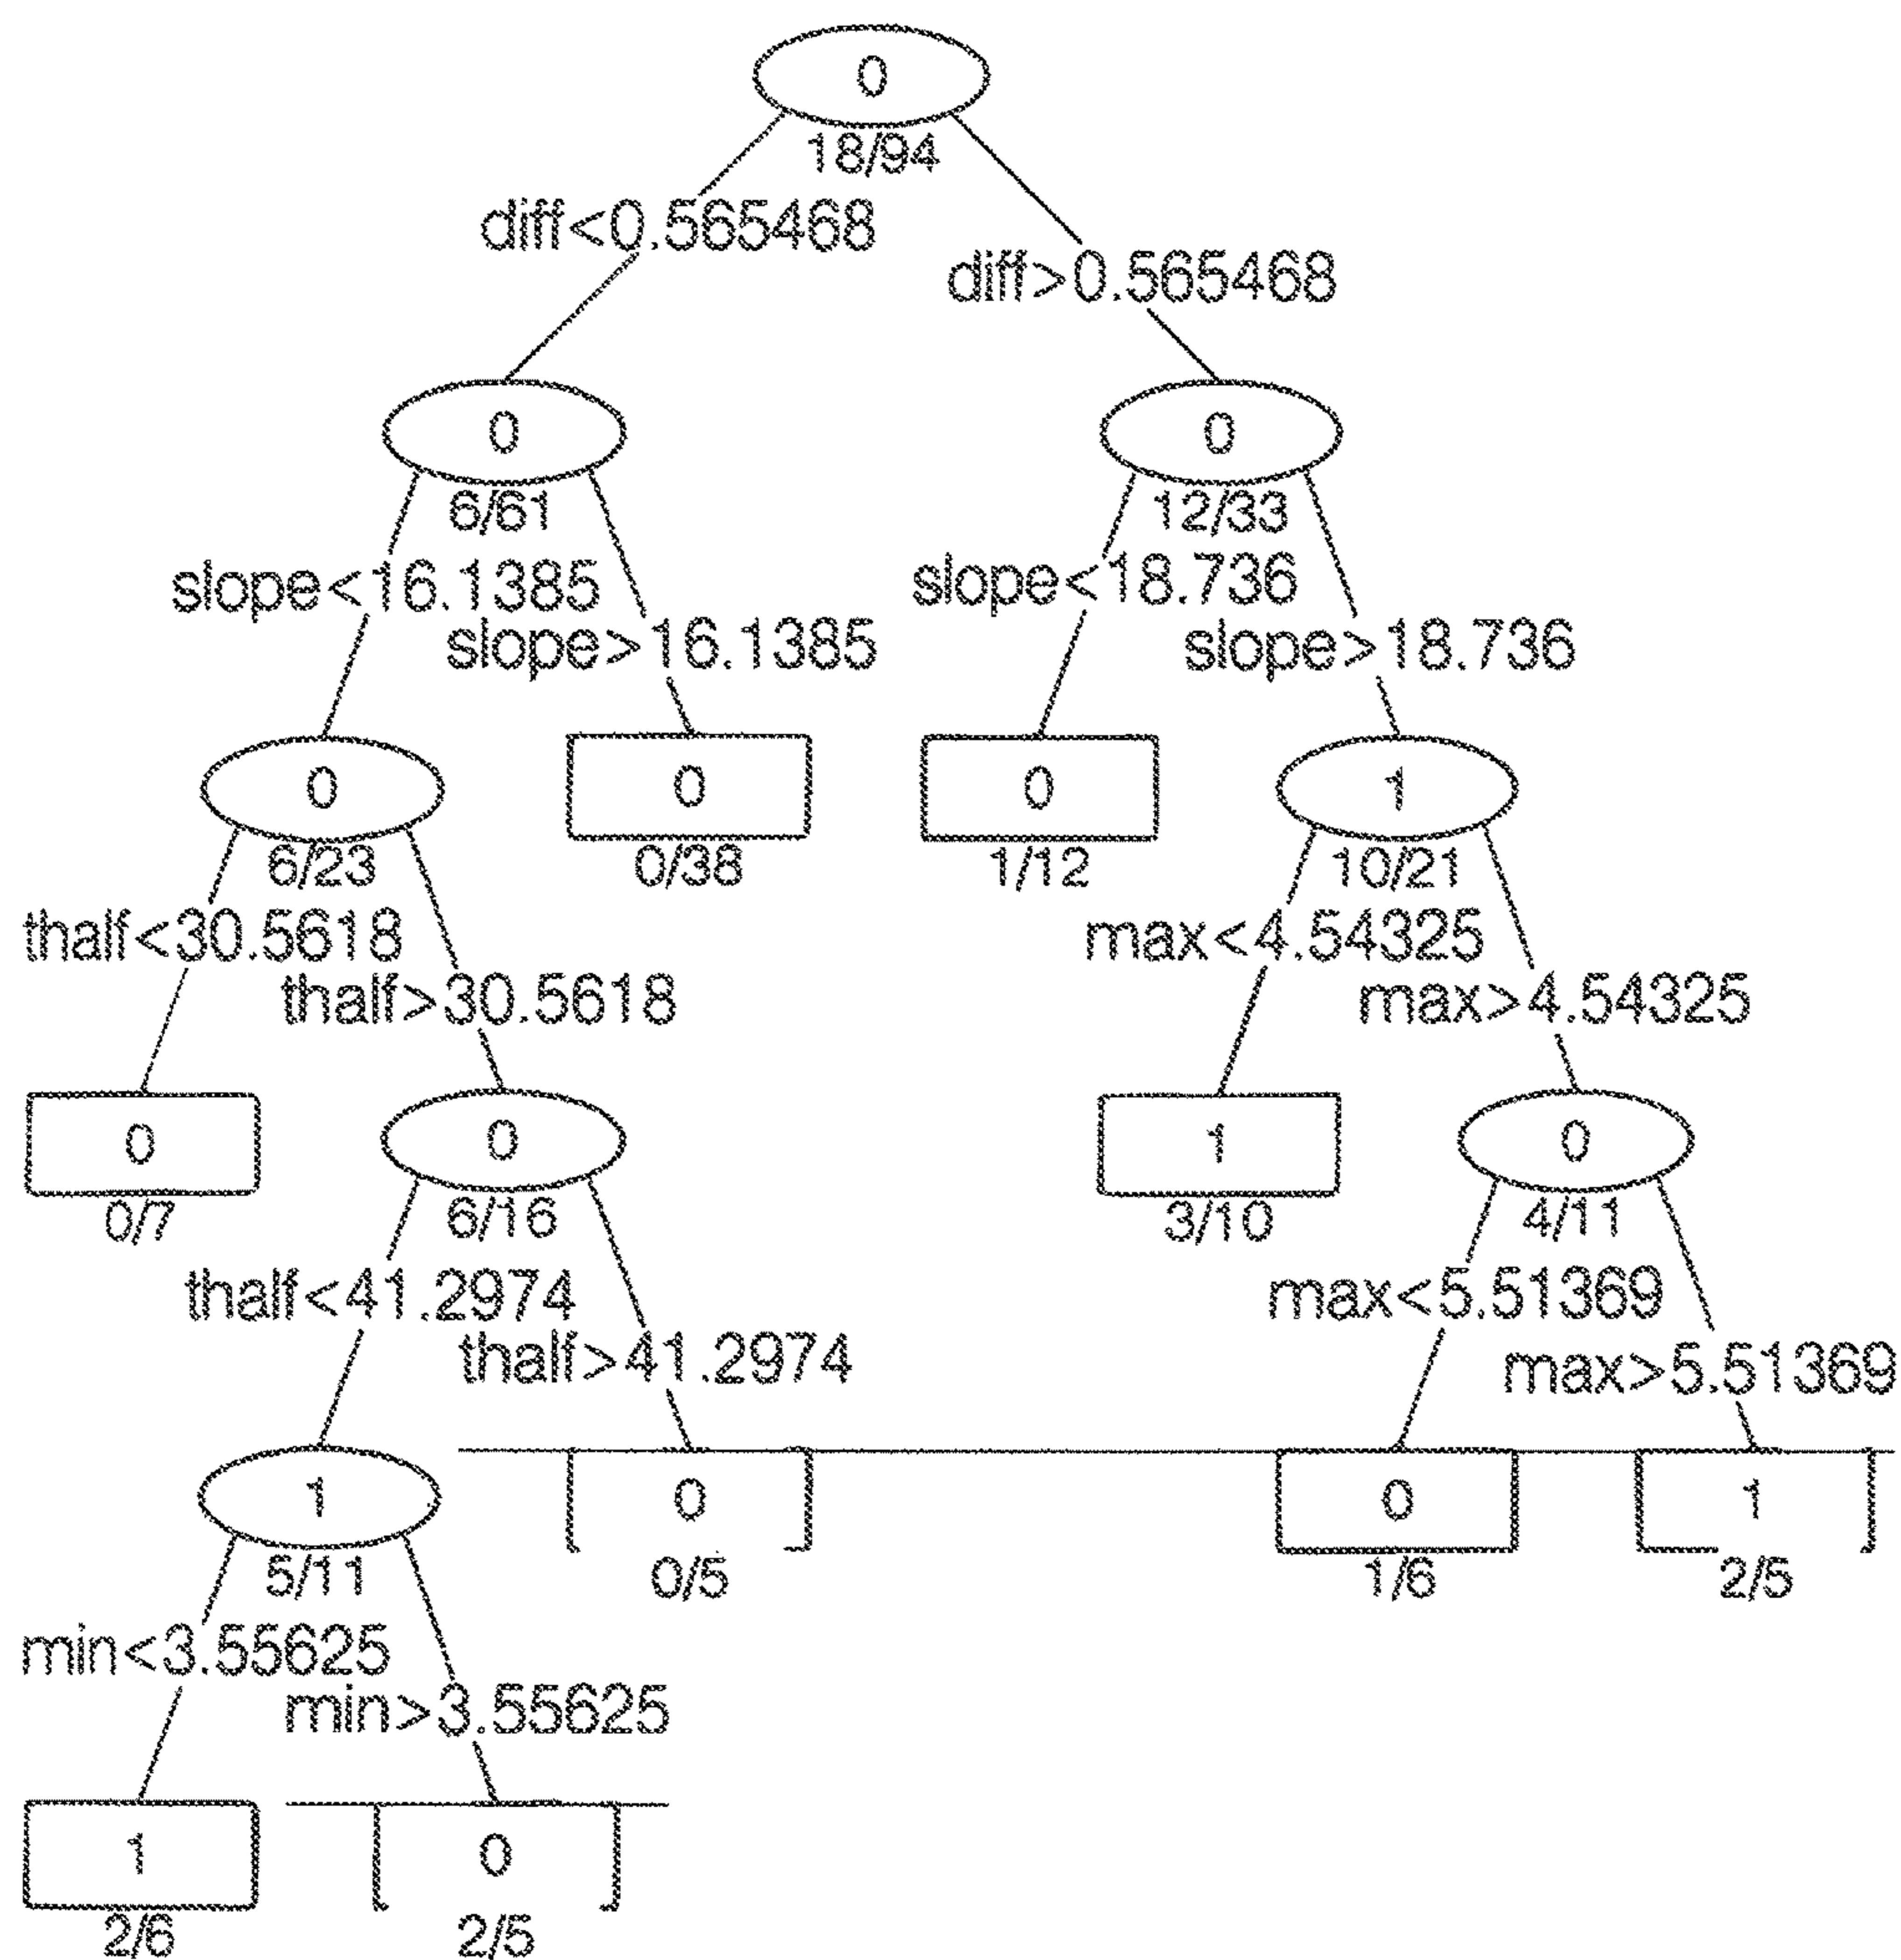 0
18/94
diff<0.565468
diff>0.565468
0
0
6/61
12/33
slope<16.1385
slope<18.736
slope>16.1385
slope>18.736
0
0
0
1
6/23
0/38
1/12
10/21
thalf<30.5618
max<4.54325
thalf>30.5618
max>4.54325
0
0
1
0
0/7
6/16
3/10
4/11
thalf<41.2974
max<5.51369
thalf>41.2974
max>5.51369
1
0
0
1
5/11
0/5
1/6
2/5
min<3.55625
min>3.55625
1
0
2/6
2/5